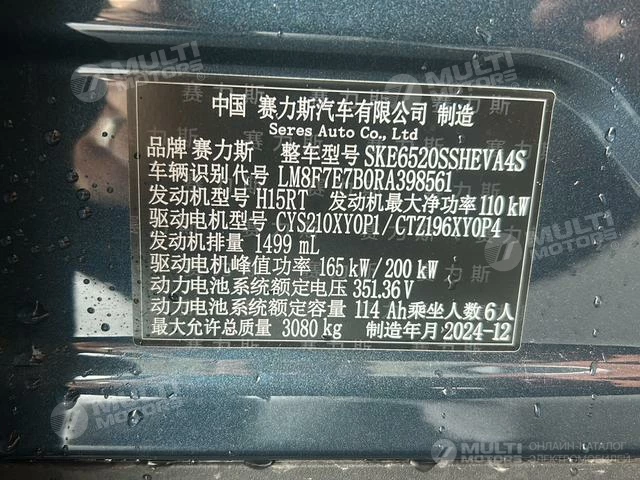 中国 赛力斯汽车有限公司 制造
Seres Auto Co., Ltd
品牌 赛力斯 整车型号 SKE6520SSHEVA4S
车辆识别代号 LM8F7E7B0RA398561
发动机型号 H15RT 发动机最大净功率 110 kW
驱动电机型号 CYS210XY0P1/CTZ196XY0P4
发动机排量 1499 mL
驱动电机峰值功率 165 kW/200 kW
动力电池系统额定电压 351.36 V
动力电池系统额定容量 114 Ah 乘坐人数 6人
最大允许总质量 3080 kg 制造年月 2024-12
MULTI MOTORS
MULTI MOTORS
MULTI MOTORS
MULTI MOTORS
MULTI MOTORS
ОНЛАЙН-КАТАЛОГ
ЭЛЕКТРОМОБИЛЕЙ